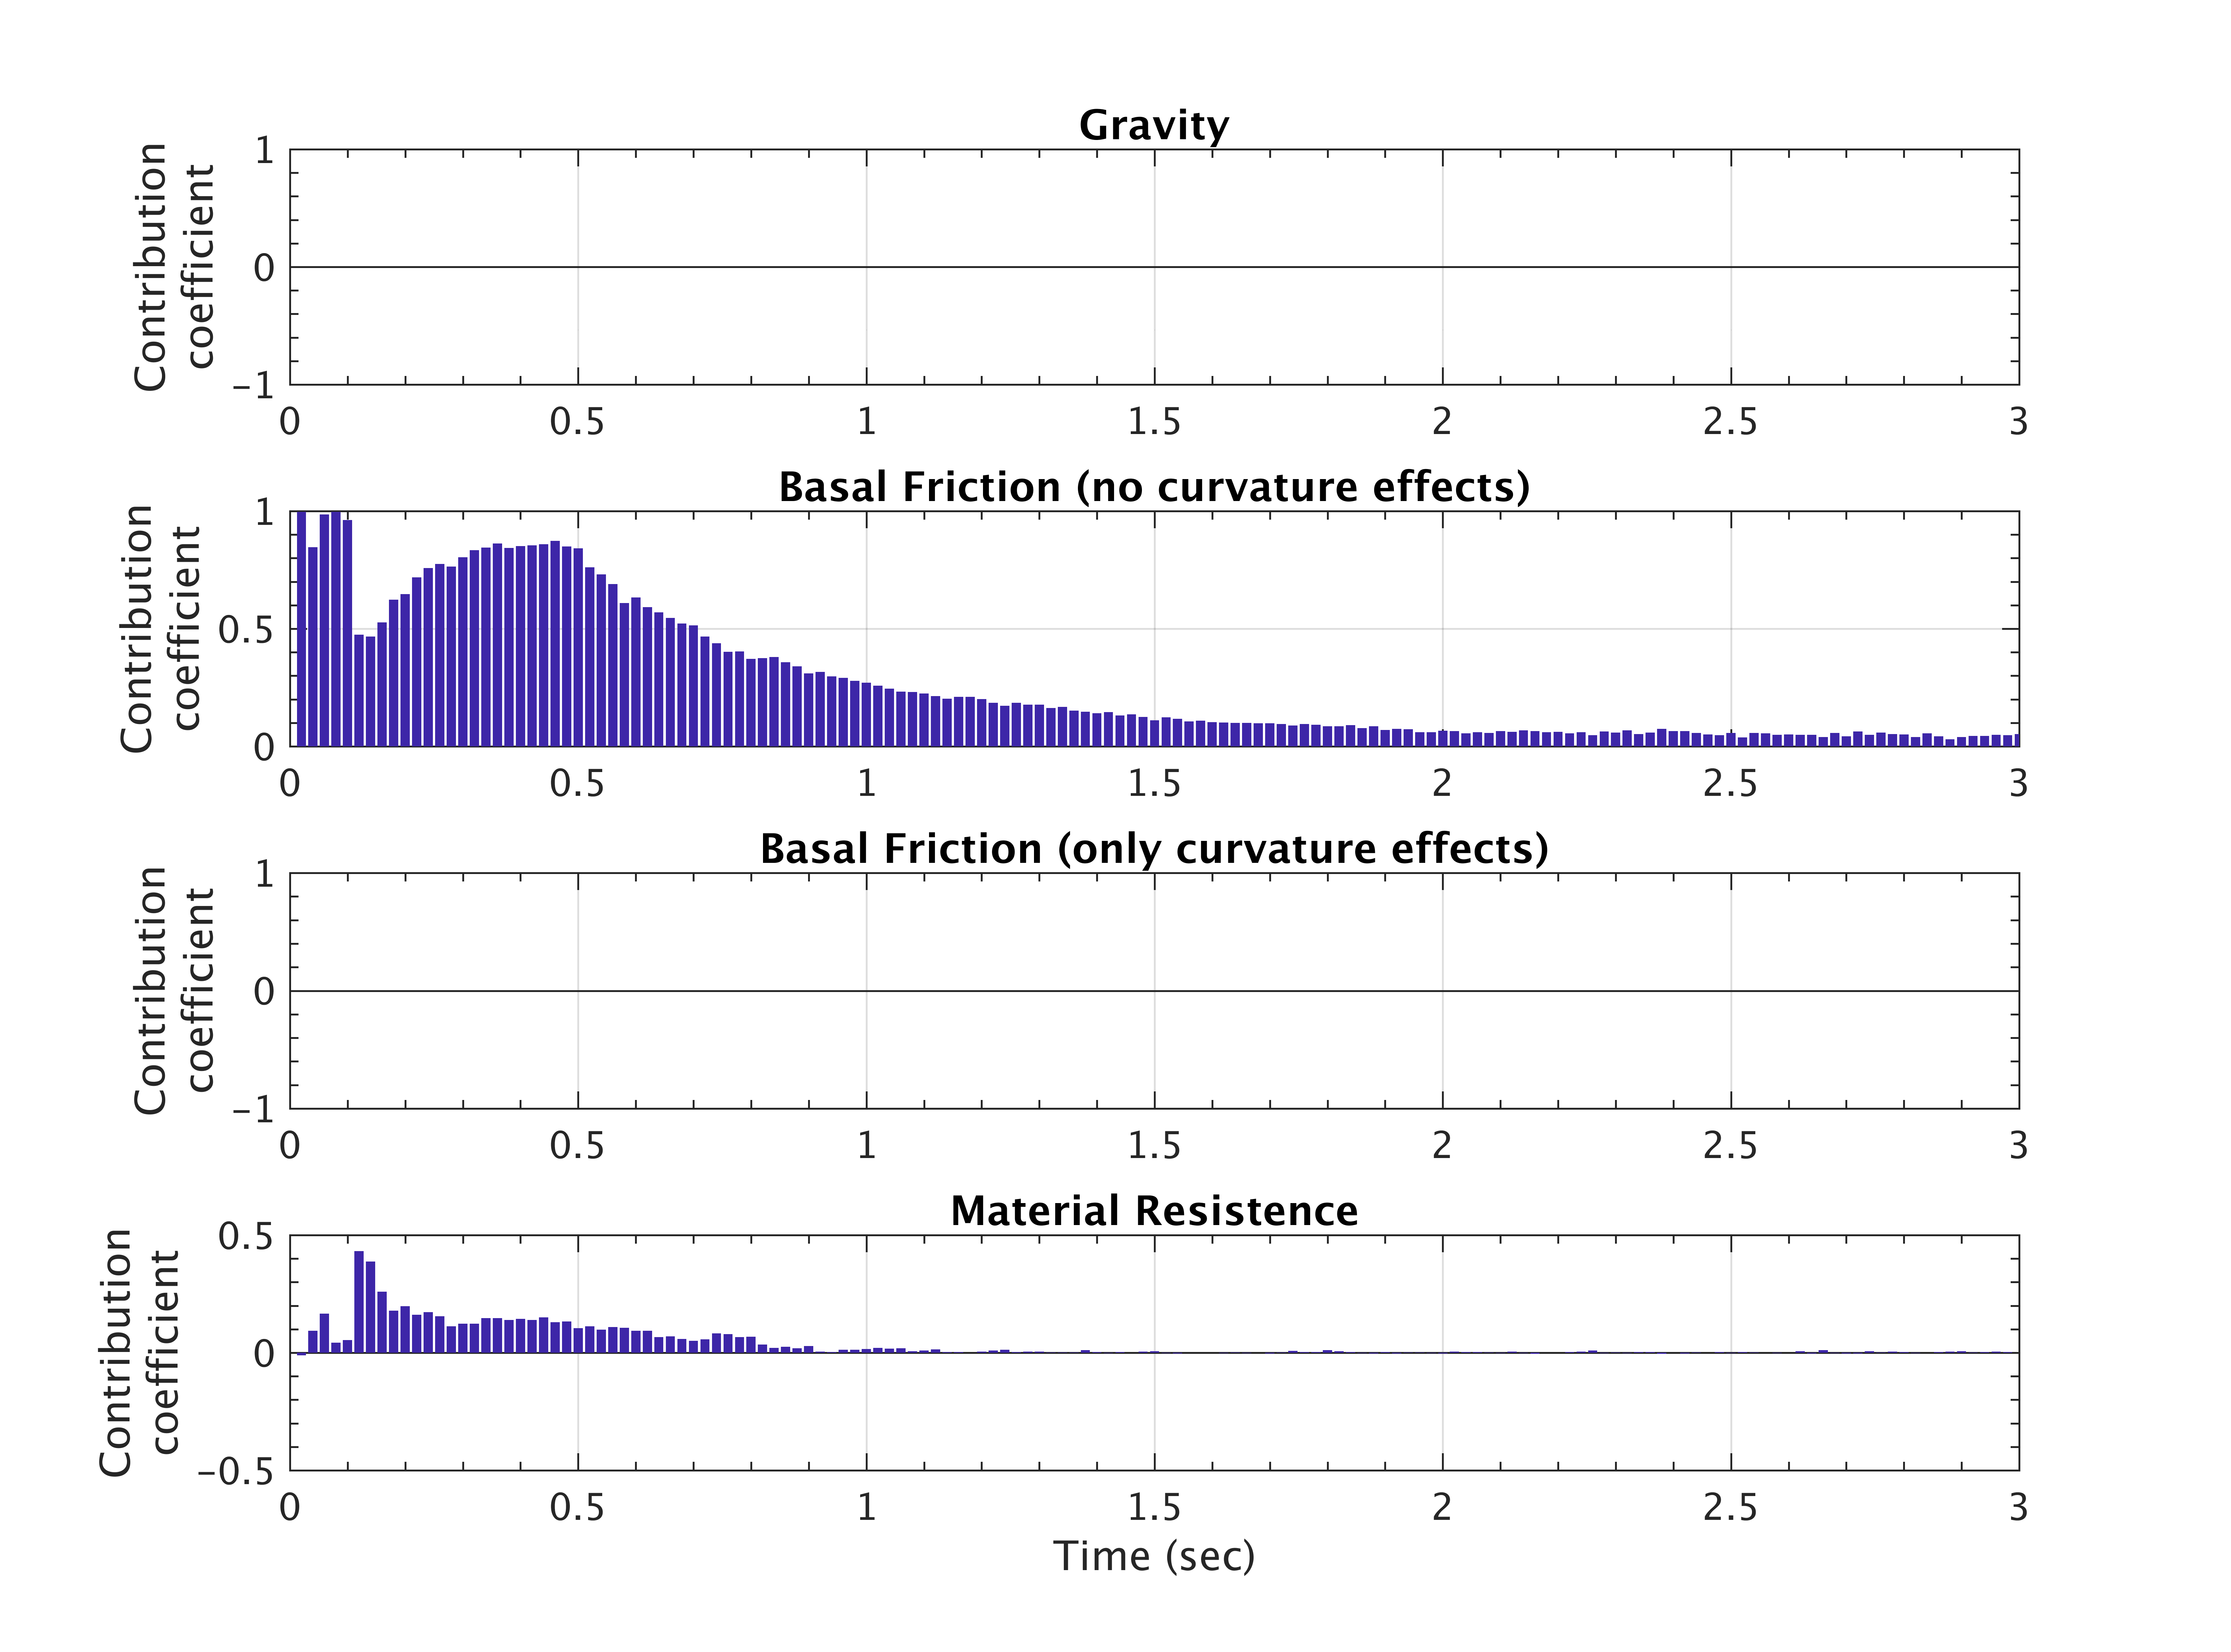 Gravity
Contribution
coefficient
1
0
−1
0 0.5 1 1.5 2 2.5 3
Basal Friction (no curvature effects)
Contribution
coefficient
1
0.5
0
0 0.5 1 1.5 2 2.5 3
Basal Friction (only curvature effects)
Contribution
coefficient
1
0
−1
0 0.5 1 1.5 2 2.5 3
Material Resistence
Contribution
coefficient
0.5
0
−0.5
0 0.5 1 1.5 2 2.5 3
Time (sec)